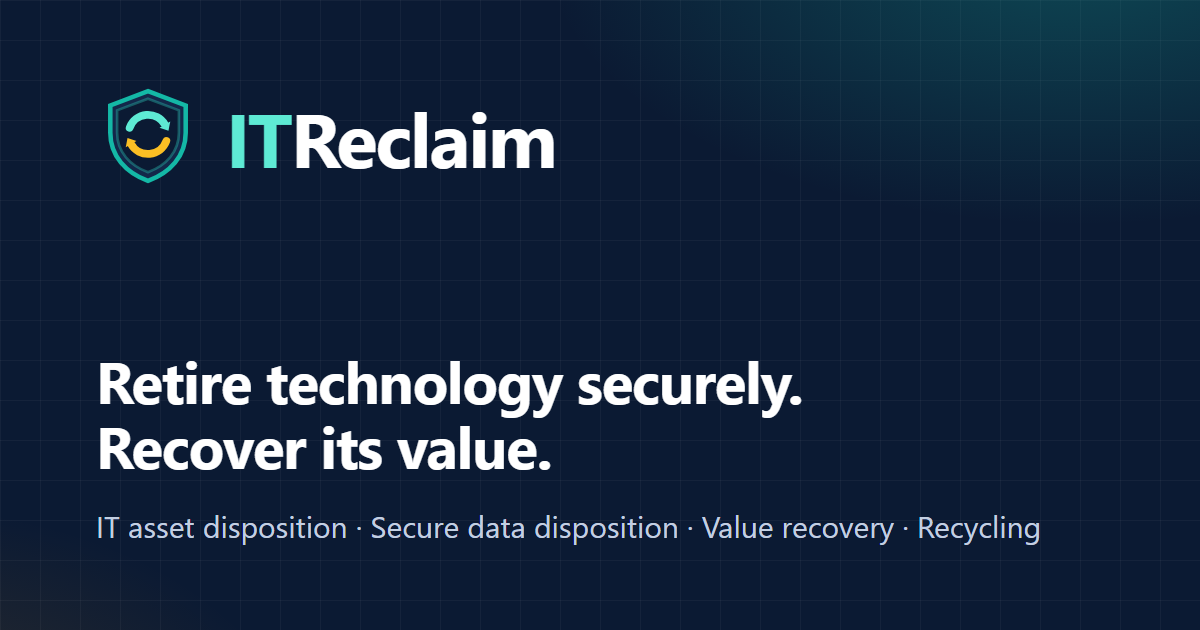 ITReclaim
Retire technology securely.
Recover its value.
IT asset disposition · Secure data disposition · Value recovery · Recycling